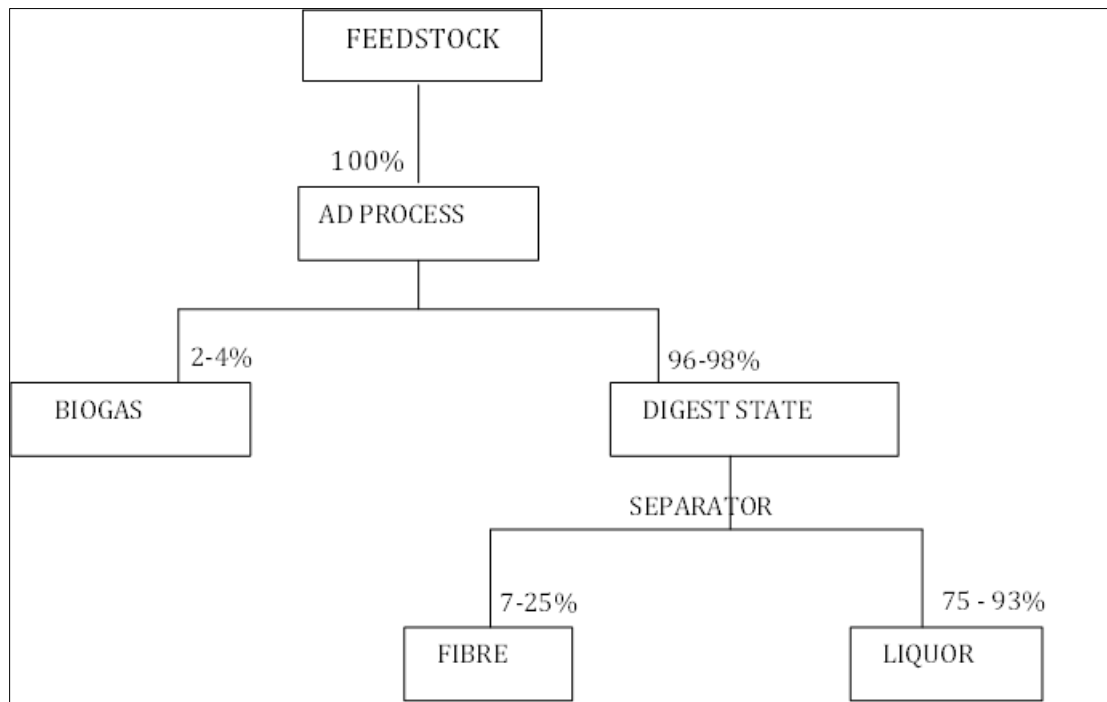 FEEDSTOCK
100%
AD PROCESS
2-4%
96-98%
BIOGAS
DIGEST STATE
SEPARATOR
7-25%
75 - 93%
FIBRE
LIQUOR